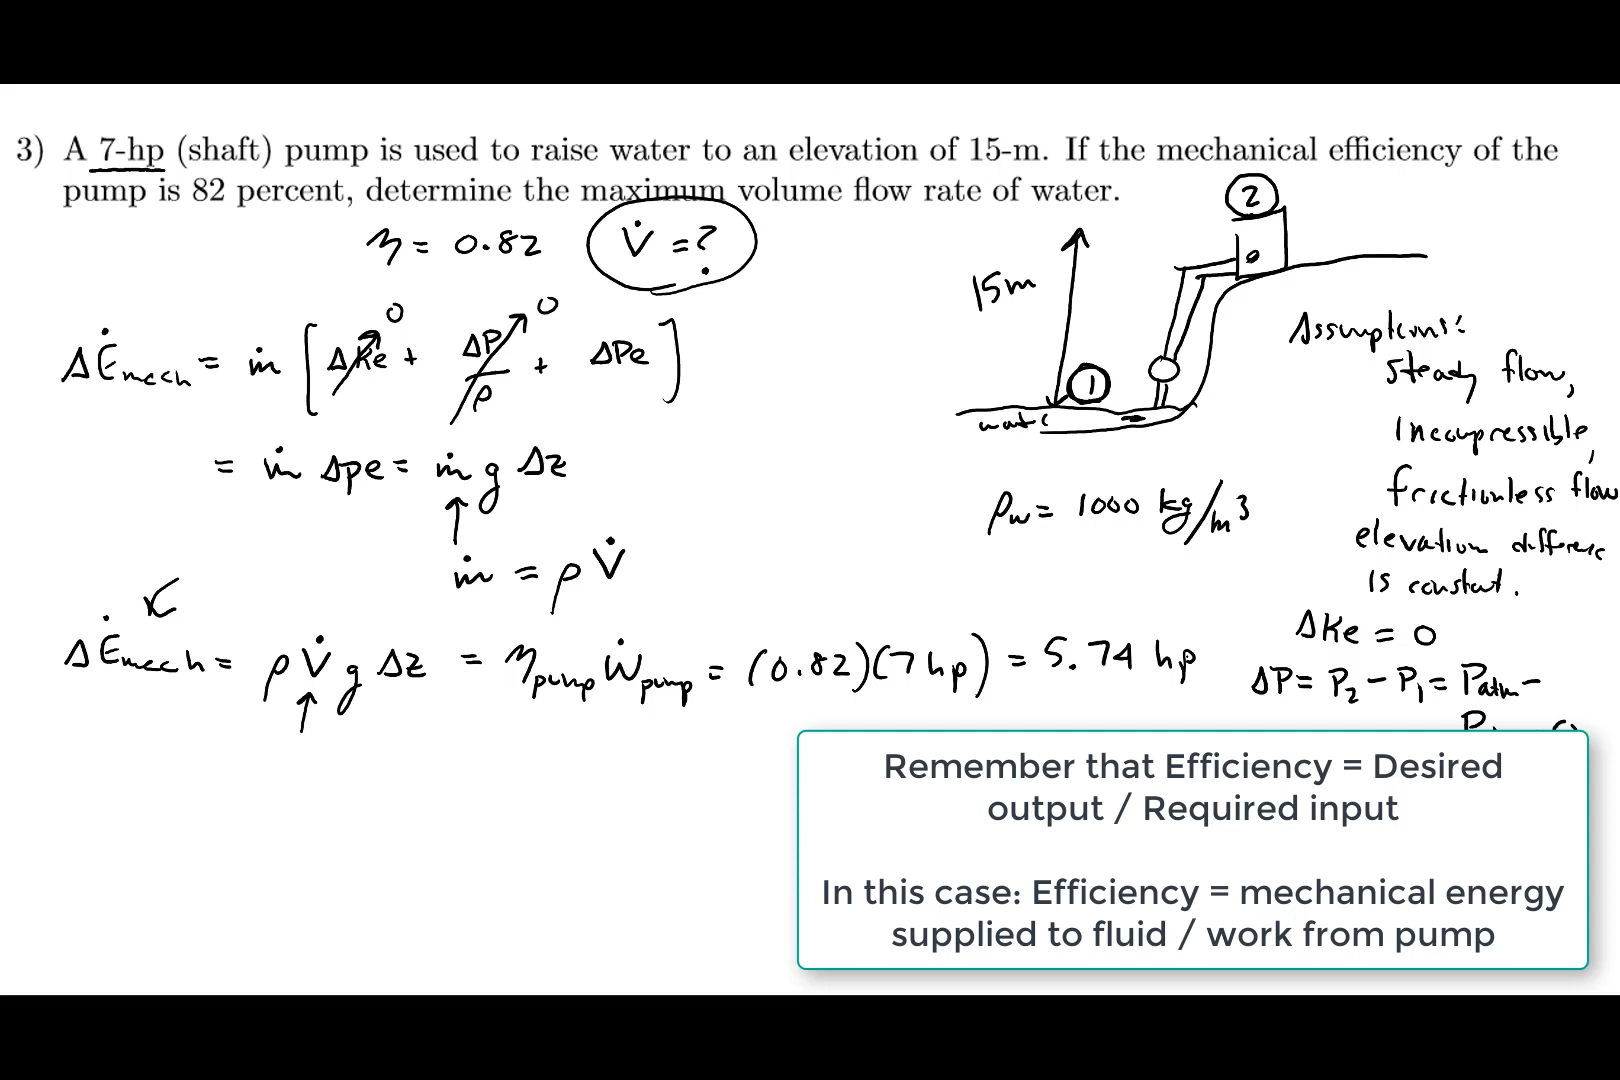 3) A 7-hp (shaft) pump is used to raise water to an elevation of 15-m. If the mechanical efficiency of the
pump is 82 percent, determine the maximum volume flow rate of water.
η = 0.82
V̇ = ?
ΔĖmech = ṁ [ΔKe + ΔP/ρ + ΔPe]
0
0
= ṁ Δpe = ṁ g Δz
ṁ = ρ V̇
ΔĖmech = ρ V̇ g Δz = ηpump Ẇpump = (0.82)(7 hp) = 5.74 hp
2
15m
1
ρw = 1000 kg/m³
Assumptions:
steady flow,
Incompressible,
frictionless flow
elevation
is constant.
ΔKe = 0
ΔP = P₂ - P₁ = Patm -
Remember that Efficiency = Desired
output / Required input
In this case: Efficiency = mechanical energy
supplied to fluid / work from pump